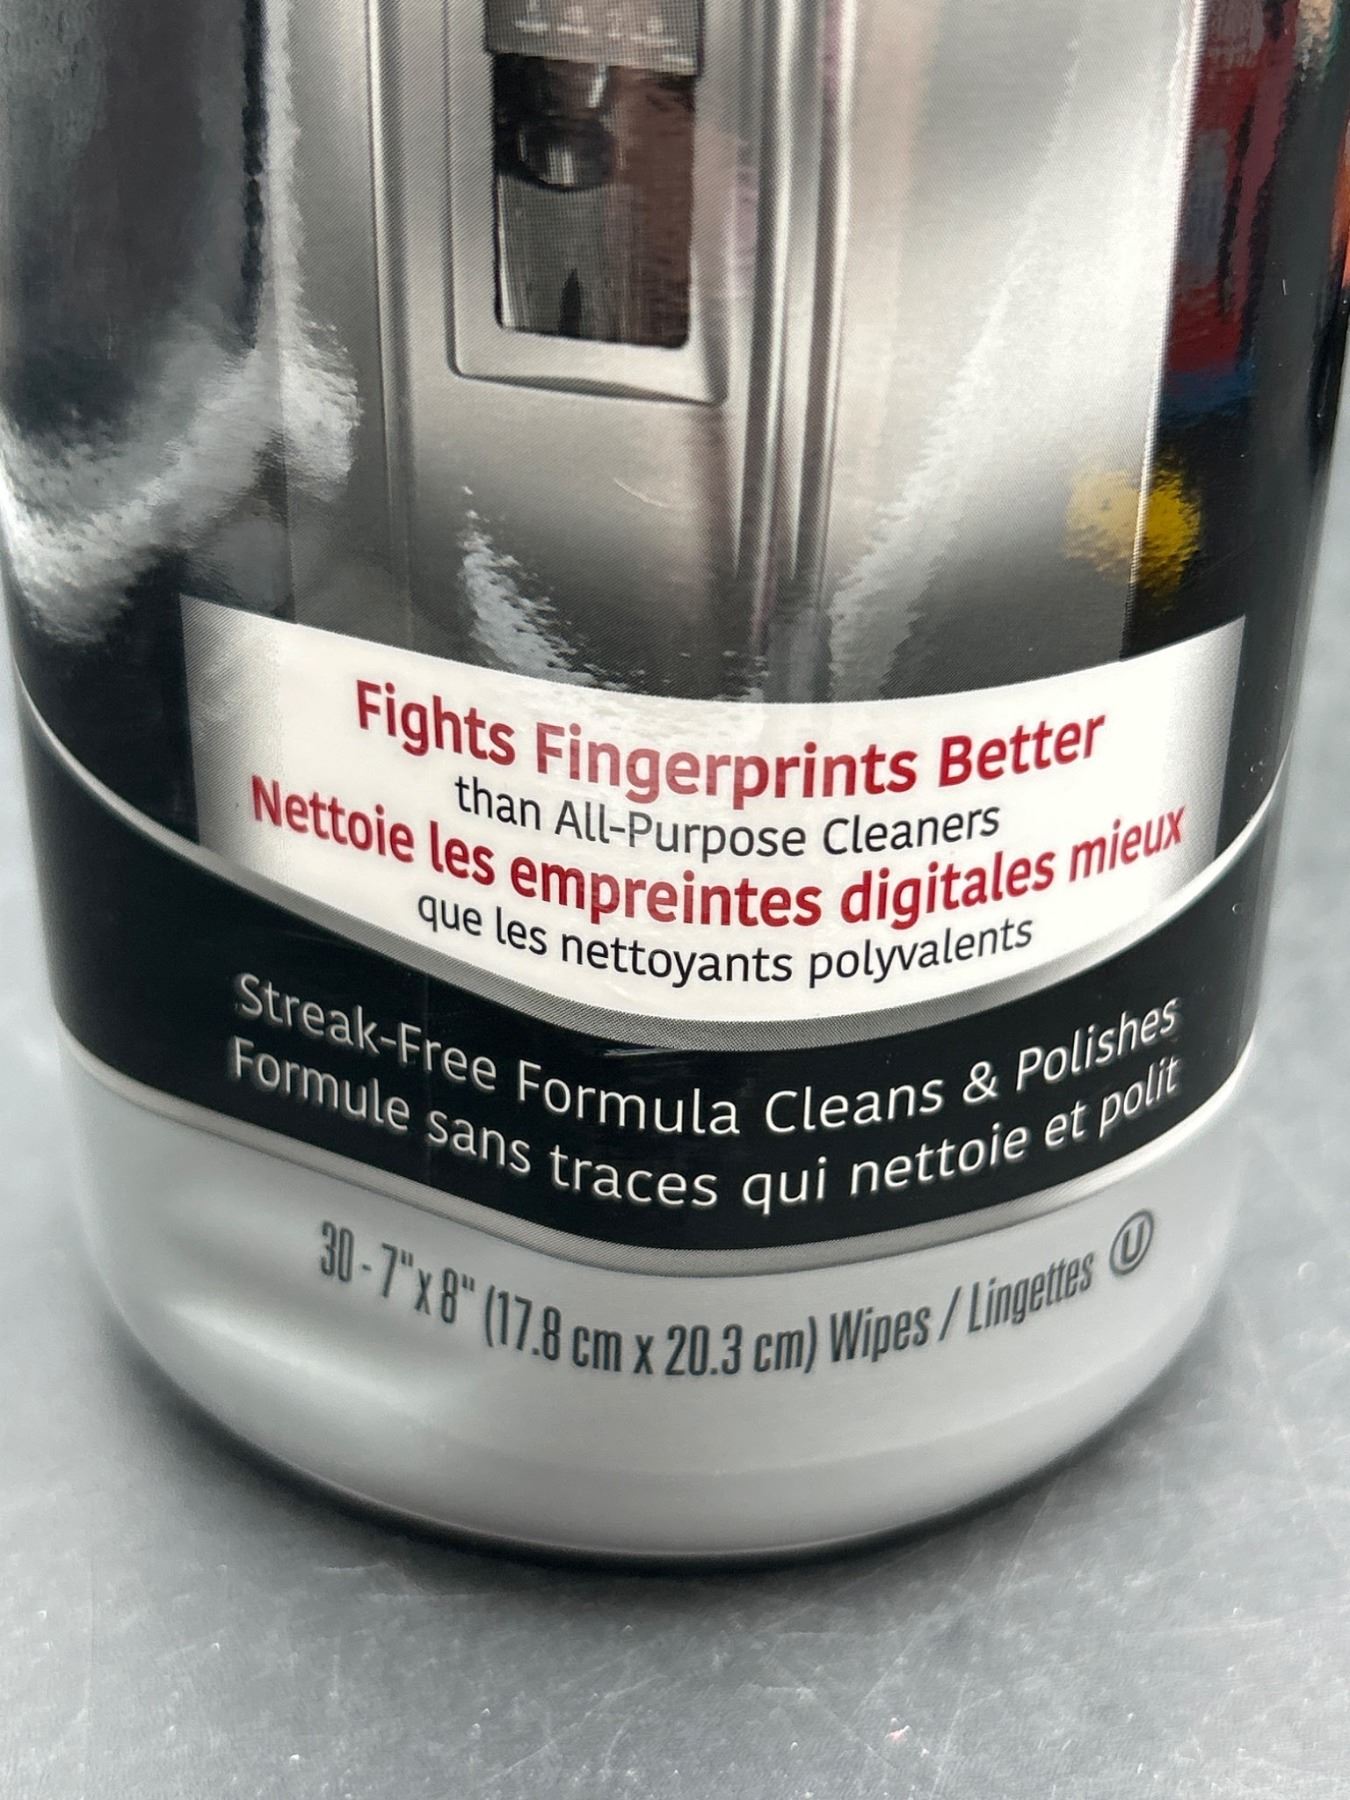 Fights Fingerprints Better
than All-Purpose Cleaners
Nettoie les empreintes digitales mieux
que les nettoyants polyvalents
Streak-Free Formula Cleans & Polishes
Formule sans traces qui nettoie et polit
30 - 7" x 8" (17.8 cm x 20.3 cm) Wipes / Lingettes Ⓤ